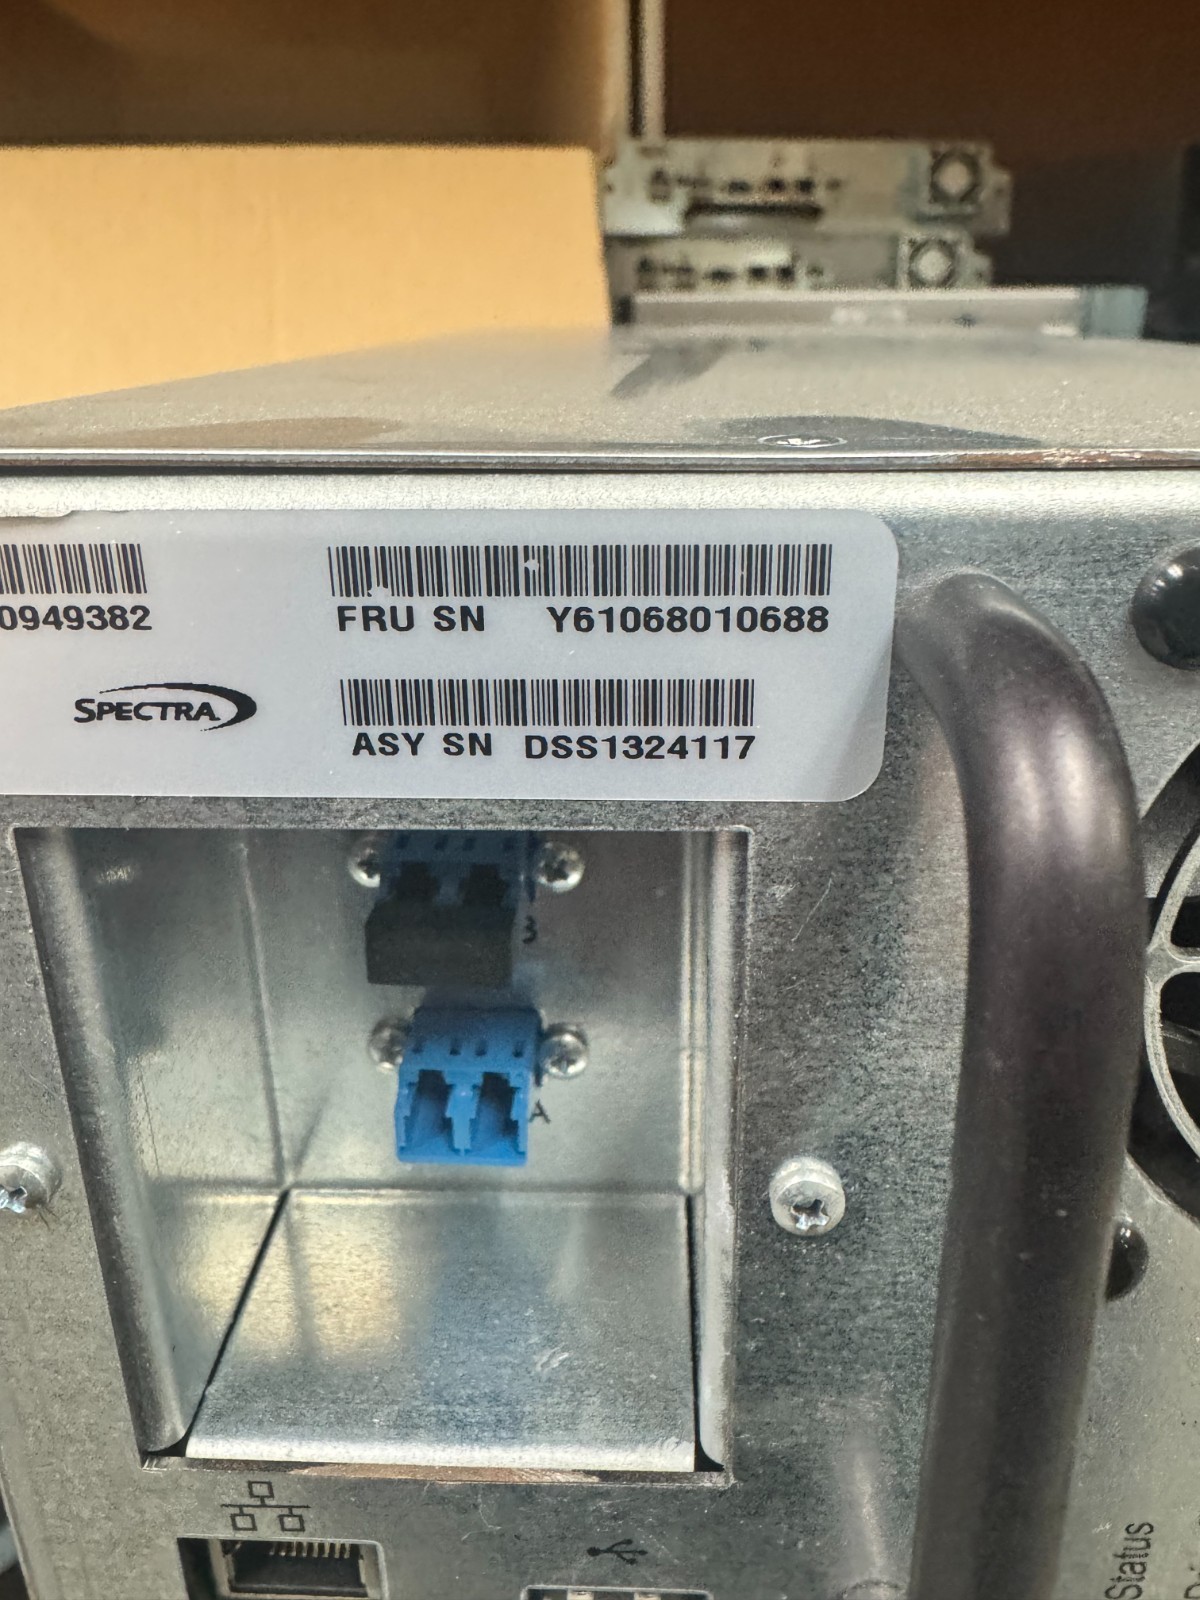 0949382
FRU SN Y61068010688
SPECTRA
ASY SN DSS1324117
B
A
Status